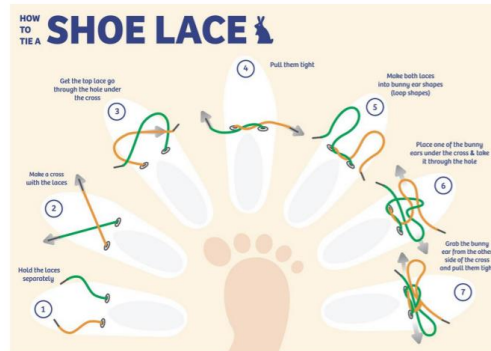 HOW
TO
TIE A
SHOE LACE
1
Hold the laces
separately
2
Make a cross
with the laces
3
Get the top lace go
through the hole under
the cross
4
Pull them tight
5
Make both laces
into bunny ear shapes
(loop shapes)
6
Place one of the bunny
ears under the cross & take
it through the hole
7
Grab the bunny
ear from the other
side of the cross
and pull them tight